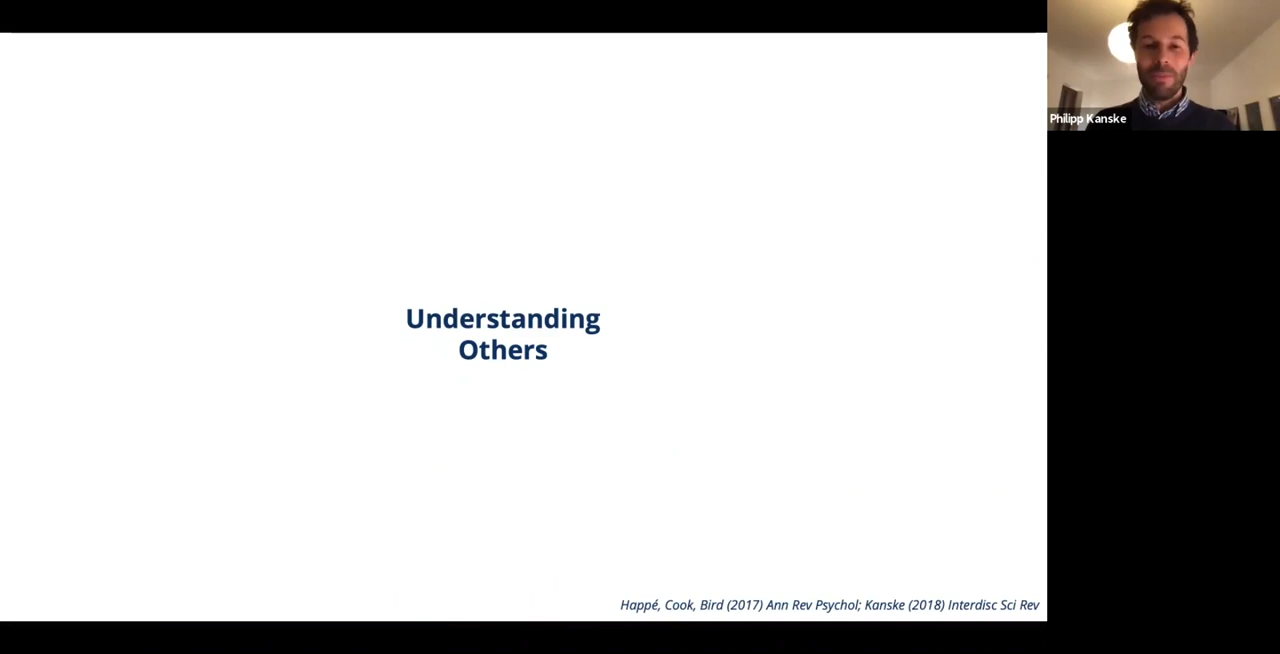 Philipp Kanske
Understanding
Others
Happé, Cook, Bird (2017) Ann Rev Psychol; Kanske (2018) Interdisc Sci Rev